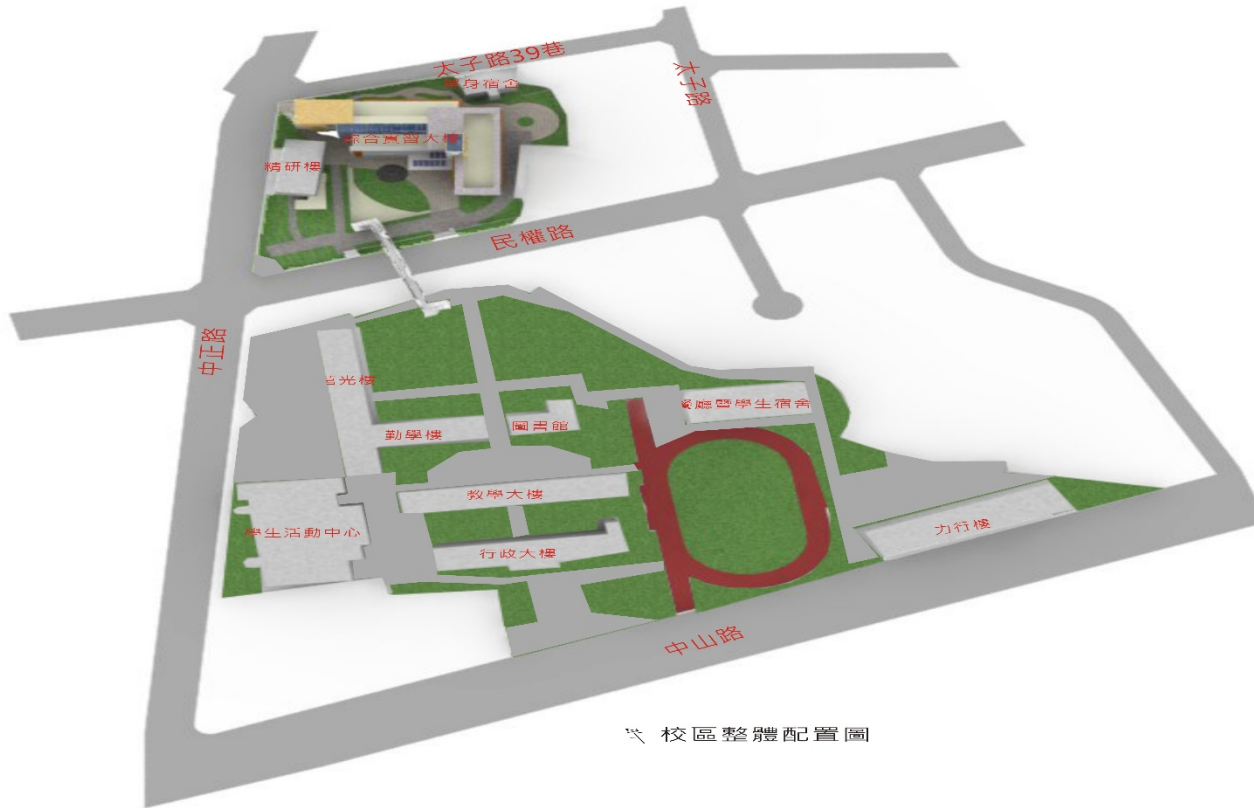 太子路39巷
太子路
身宿舍
綜合實習大樓
精研樓
民權路
中正路
光樓
餐廳暨學生宿舍
圖書館
勤學樓
教學大樓
學生活動中心
行政大樓
力行樓
中山路
校區整體配置圖